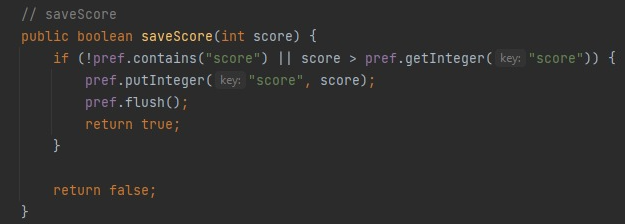 // saveScore
public boolean saveScore(int score) {
if (!pref.contains("score") || score > pref.getInteger( key: "score")) {
pref.putInteger( key: "score", score);
pref.flush();
return true;
}
return false;
}